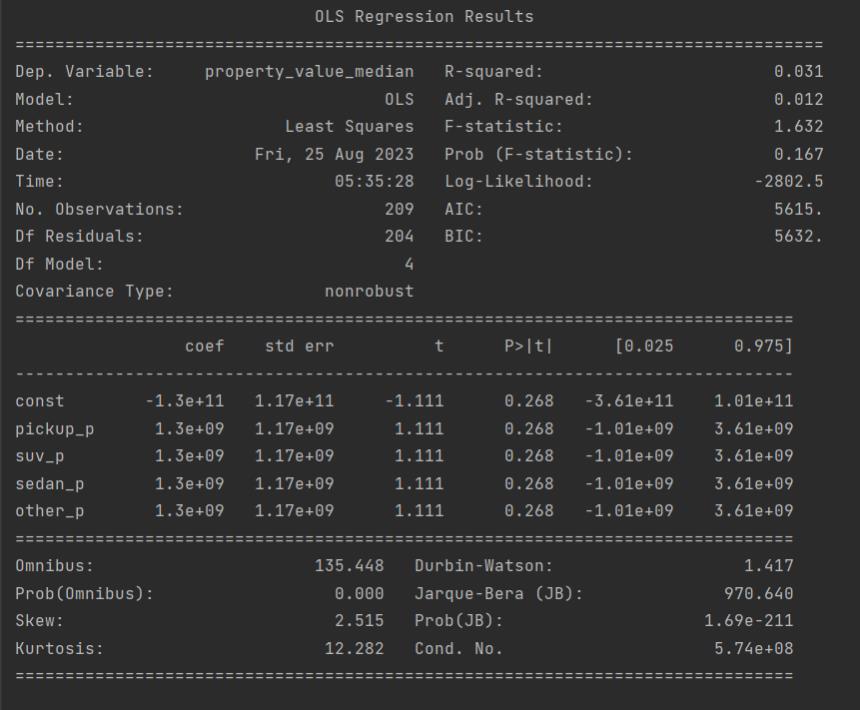 OLS Regression Results
==============================================================================
Dep. Variable: property_value_median R-squared: 0.031
Model: OLS Adj. R-squared: 0.012
Method: Least Squares F-statistic: 1.632
Date: Fri, 25 Aug 2023 Prob (F-statistic): 0.167
Time: 05:35:28 Log-Likelihood: -2802.5
No. Observations: 209 AIC: 5615.
Df Residuals: 204 BIC: 5632.
Df Model: 4
Covariance Type: nonrobust
==============================================================================
coef std err t P>|t| [0.025 0.975]
------------------------------------------------------------------------------
const -1.3e+11 1.17e+11 -1.111 0.268 -3.61e+11 1.01e+11
pickup_p 1.3e+09 1.17e+09 1.111 0.268 -1.01e+09 3.61e+09
suv_p 1.3e+09 1.17e+09 1.111 0.268 -1.01e+09 3.61e+09
sedan_p 1.3e+09 1.17e+09 1.111 0.268 -1.01e+09 3.61e+09
other_p 1.3e+09 1.17e+09 1.111 0.268 -1.01e+09 3.61e+09
==============================================================================
Omnibus: 135.448 Durbin-Watson: 1.417
Prob(Omnibus): 0.000 Jarque-Bera (JB): 970.640
Skew: 2.515 Prob(JB): 1.69e-211
Kurtosis: 12.282 Cond. No. 5.74e+08
==============================================================================